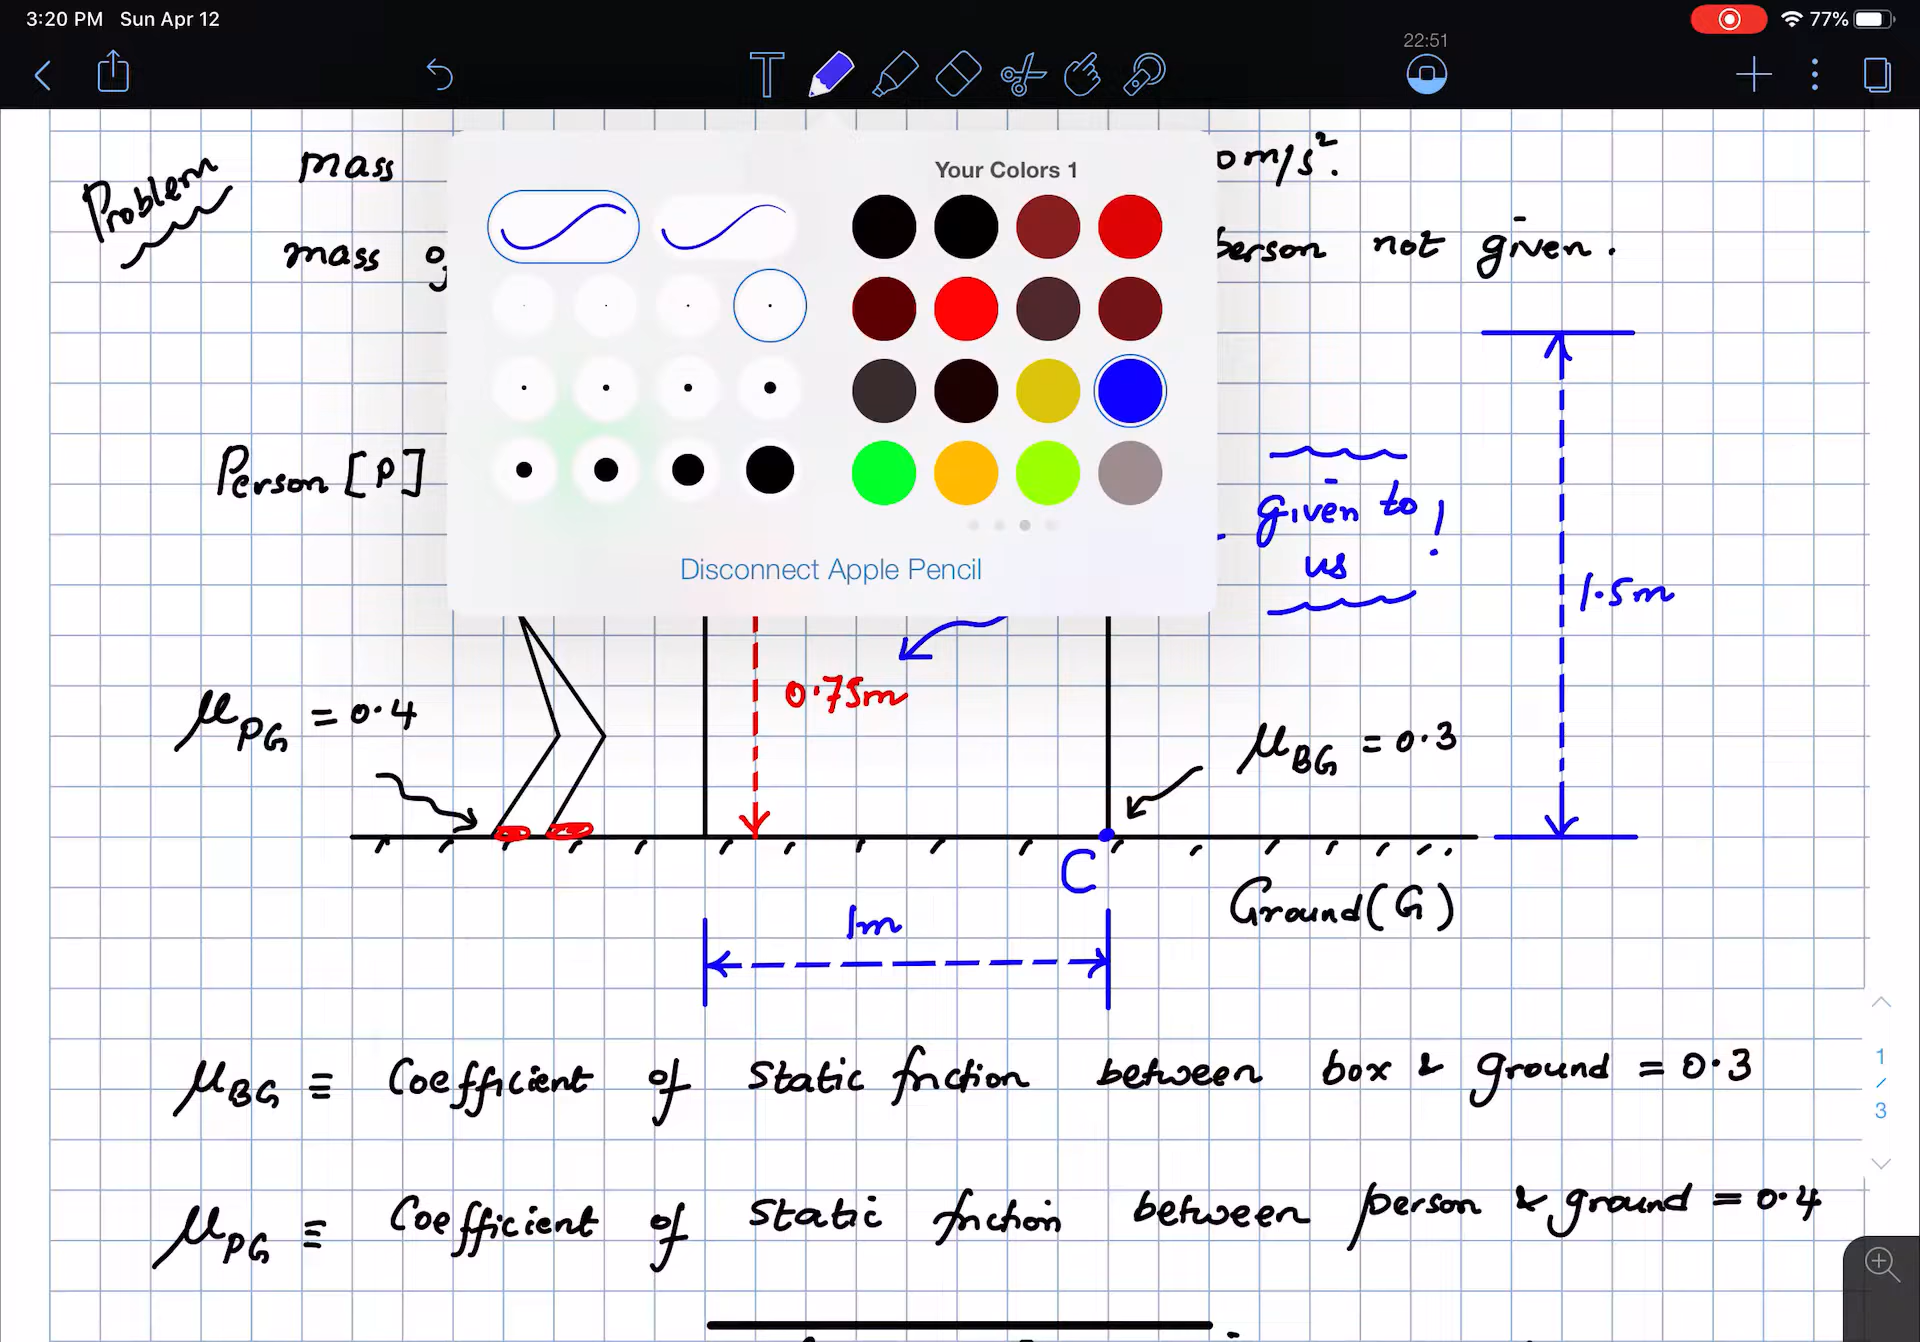 3:20 PM Sun Apr 12
77%
22:51
Problem
mass
0m/s².
mass
person not given.
Your Colors 1
Person [P]
given to us!
Disconnect Apple Pencil
1.5m
0.75m
μPG = 0.4
μBG = 0.3
C
Ground (G)
1m
μBG ≡ Coefficient of static friction between box & ground = 0.3
1
/
3
μPG ≡ Coefficient of static friction between person & ground = 0.4